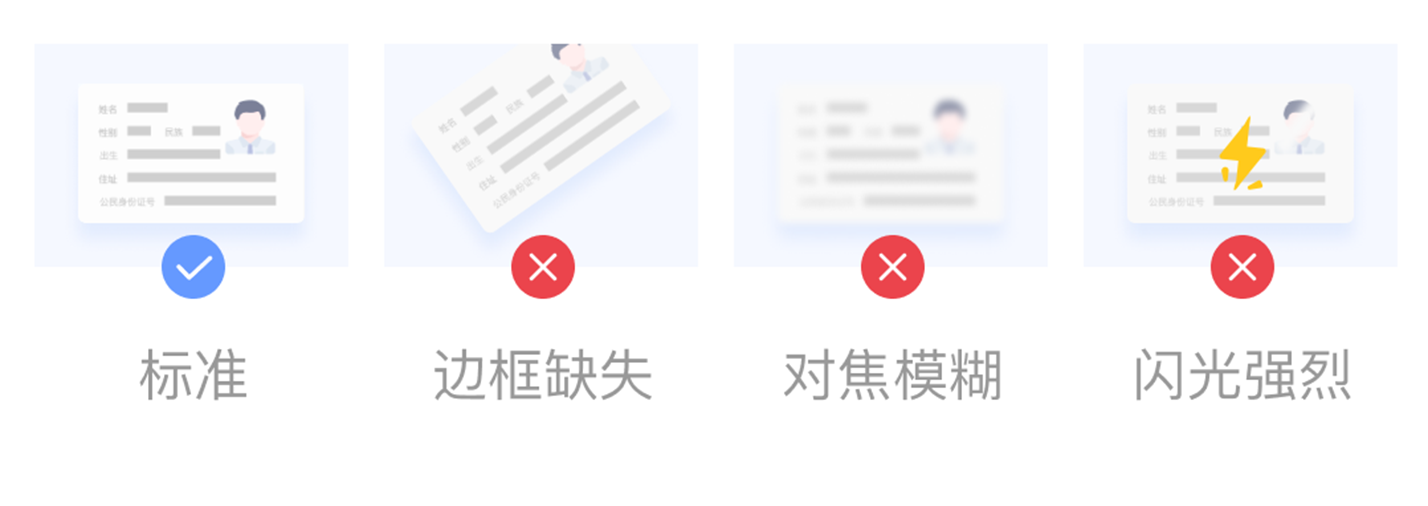 姓名
性别 民族
出生
住址
公民身份证号
标准
姓名
性别 民族
出生
住址
公民身份证号
边框缺失
对焦模糊
姓名
性别 民族
出生
住址
公民身份证号
闪光强烈